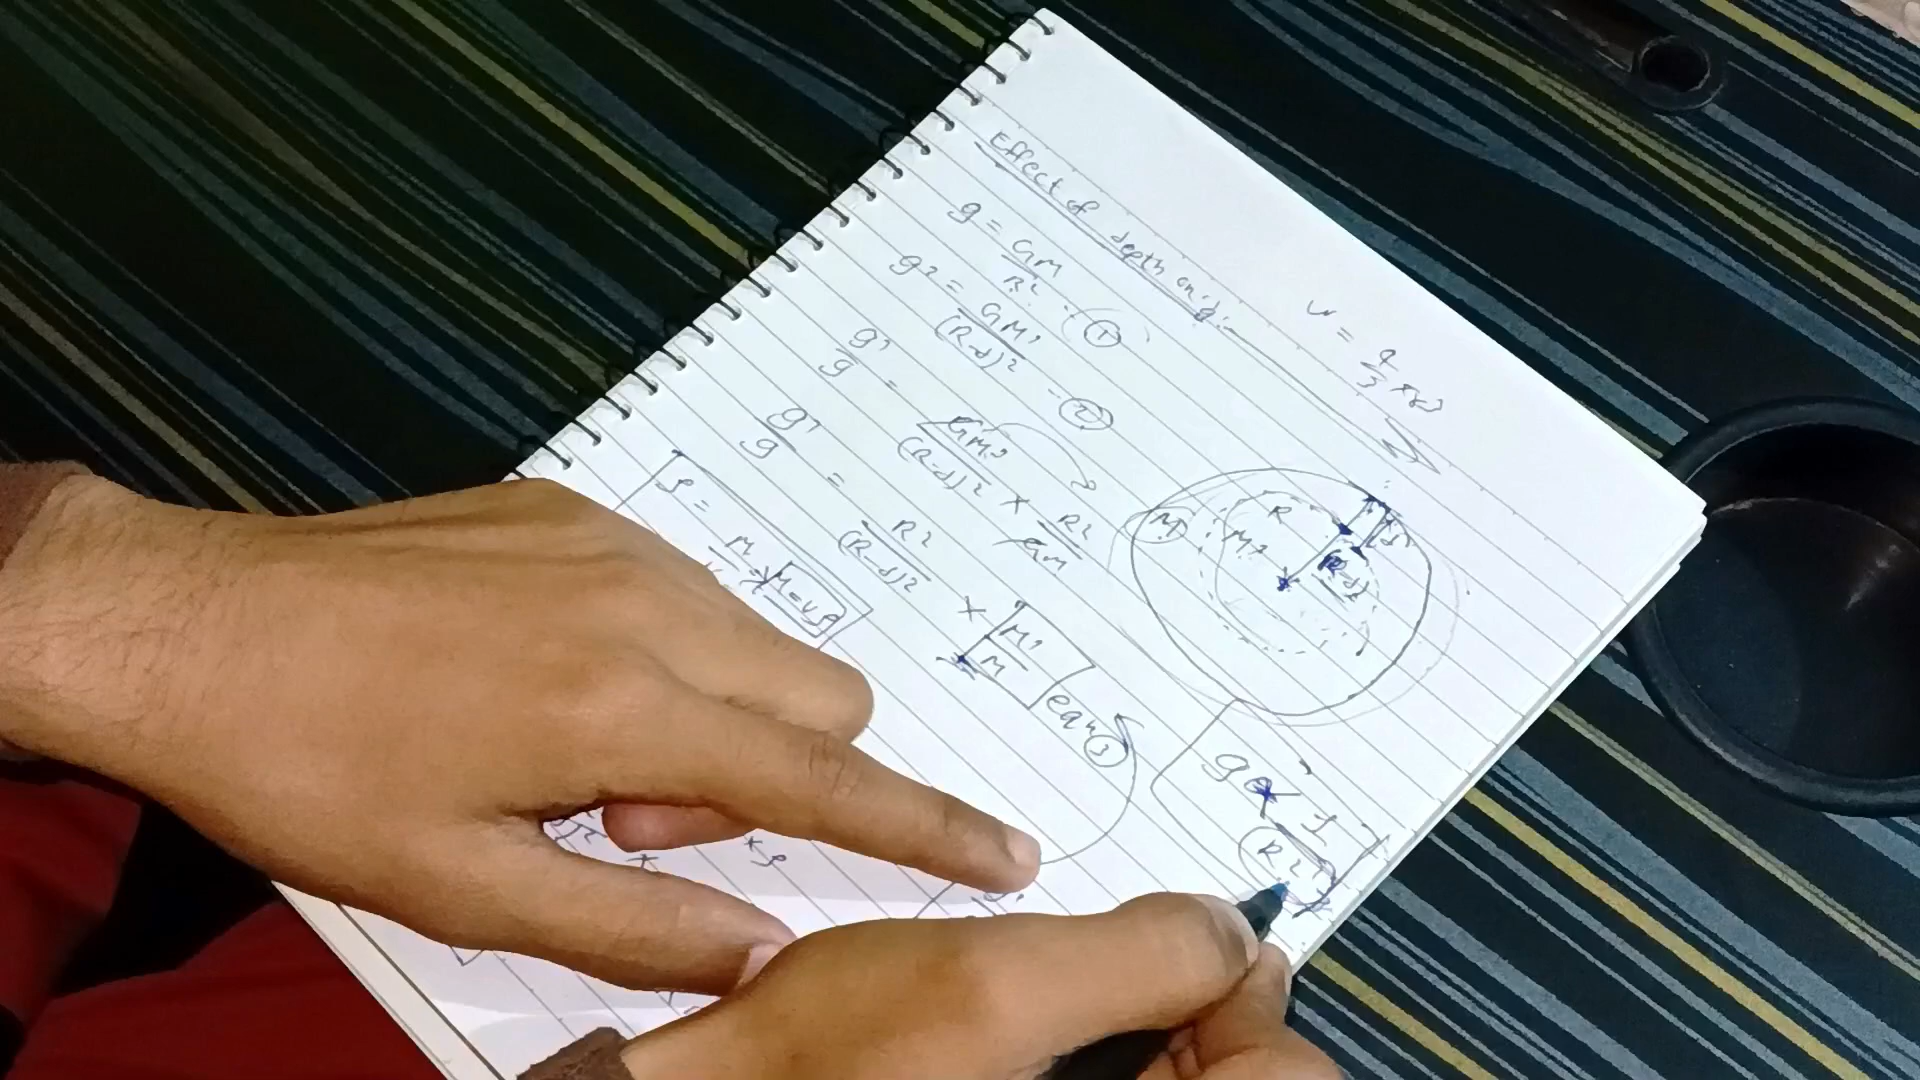 Effect of depth on 'g'.
g = GM/R² - (1)
g' = GM'/(R-d)² - (2)
g'/g = GM'/(R-d)² × R²/GM
g'/g = R²/(R-d)² × M'/M eqn (3)
ρ = M/V M = Vρ
× ρ
V = 4/3 πr³
M
R
M'
d
R-d
g ∝ 1/R²